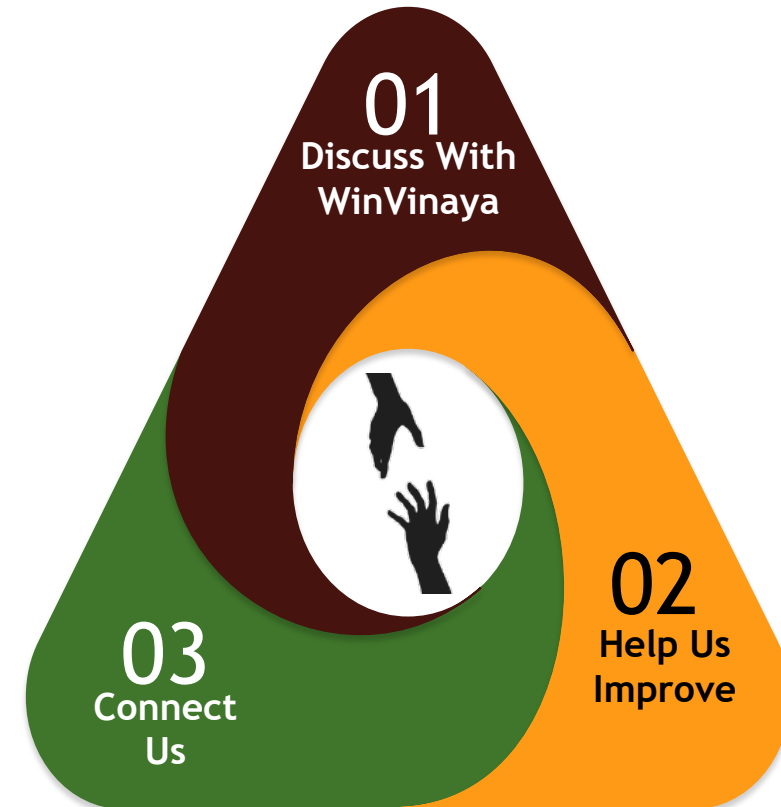 01
Discuss With
WinVinaya
02
Help Us
Improve
03
Connect
Us